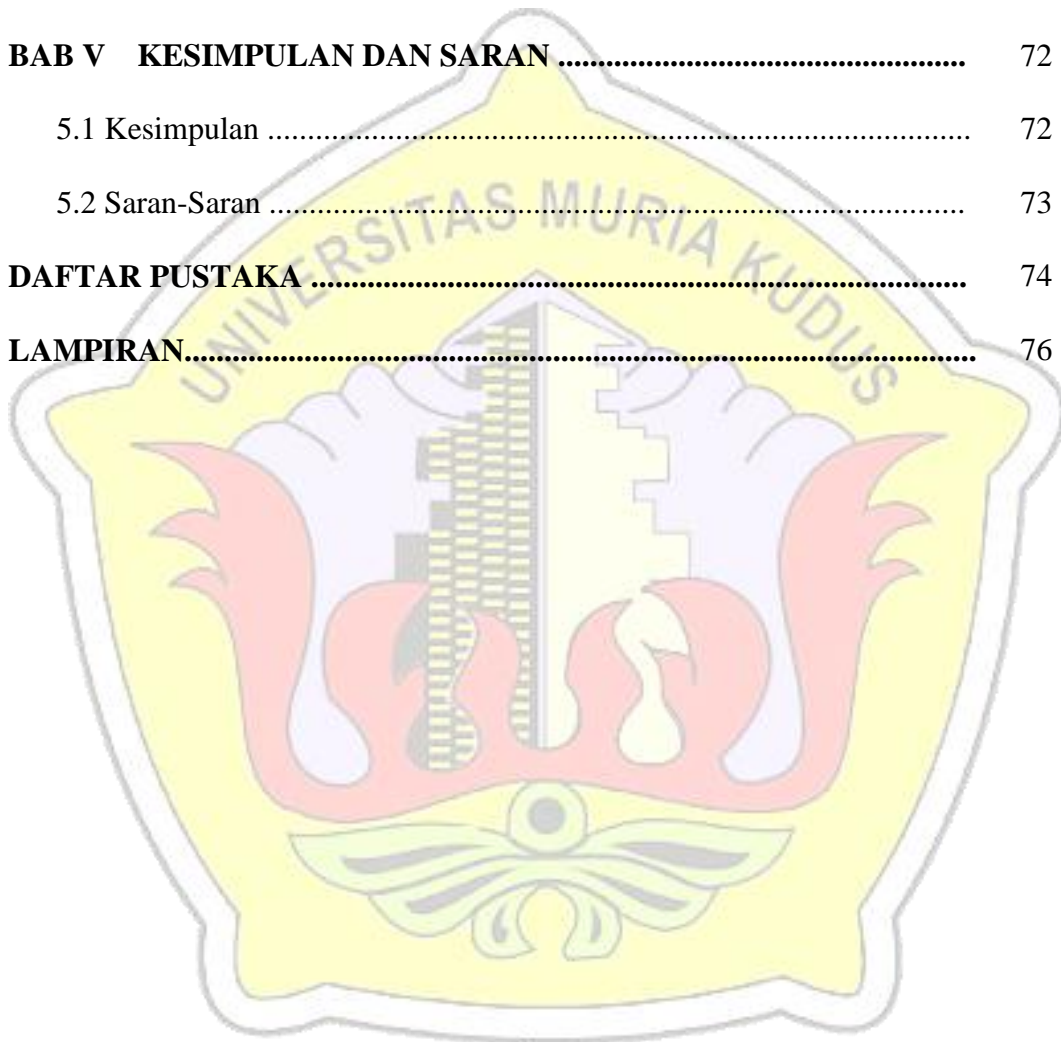 BAB V KESIMPULAN DAN SARAN ................................................. 72
5.1 Kesimpulan ........................................................................... 72
5.2 Saran-Saran .......................................................................... 73
DAFTAR PUSTAKA ...................................................................... 74
LAMPIRAN..................................................................................... 76
UNIVERSITAS MURIA KUDUS